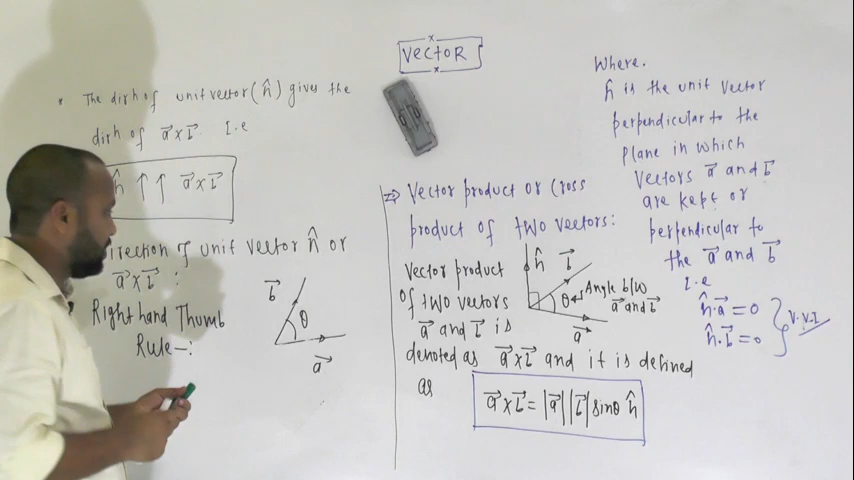 VECTOR
* The dirn of unit vector (n̂) gives the
dirn of a⃗×b⃗. I.e
n̂ ↑ ↑ a⃗×b⃗
Direction of unit vector n̂ or
a⃗×b⃗ :
Right hand Thumb
Rule-:
b⃗
θ
a⃗
⇒ Vector product or Cross
product of two vectors:
Vector product
of two vectors
a⃗ and b⃗ is
denoted as a⃗×b⃗ and it is defined
as
a⃗×b⃗ = |a⃗||b⃗| sinθ n̂
n̂
b⃗
θ
Angle b/w
a⃗ and b⃗
a⃗
Where.
n̂ is the unit vector
perpendicular to the
plane in which
vectors a⃗ and b⃗
are kept or
perpendicular to
the a⃗ and b⃗
I.e
n̂.a⃗ = 0
n̂.b⃗ = 0
V.V.I